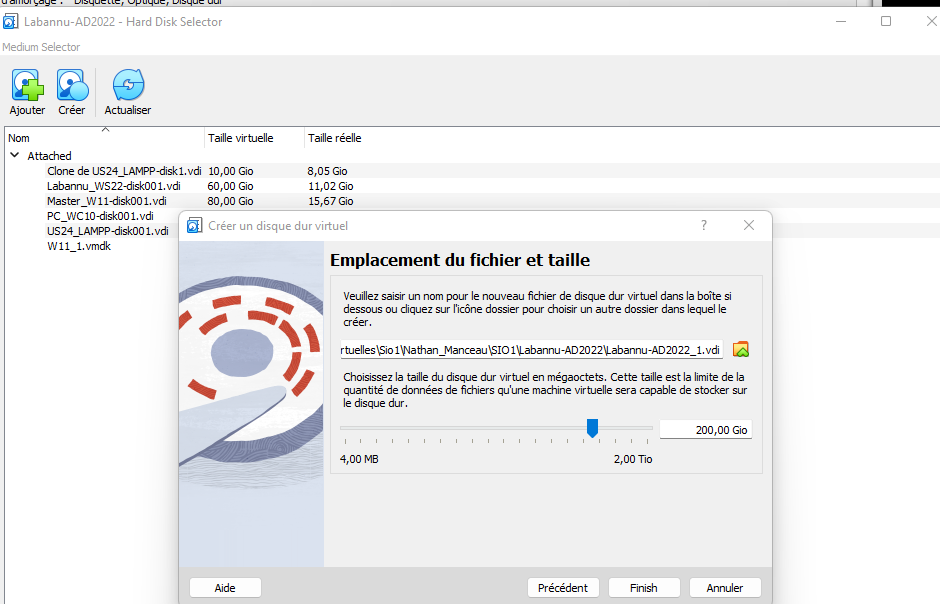 d'amorçage : Disquette, Optique, Disque dur
Labannu-AD2022 - Hard Disk Selector
Medium Selector
Ajouter Créer Actualiser
Nom Taille virtuelle Taille réelle
Attached
Clone de US24_LAMPP-disk1.vdi 10,00 Gio 8,05 Gio
Labannu_WS22-disk001.vdi 60,00 Gio 11,02 Gio
Master_W11-disk001.vdi 80,00 Gio 15,67 Gio
PC_WC10-disk001.vdi
US24_LAMPP-disk001.vdi
W11_1.vmdk
Créer un disque dur virtuel
?
Emplacement du fichier et taille
Veuillez saisir un nom pour le nouveau fichier de disque dur virtuel dans la boîte si
dessous ou cliquez sur l'icône dossier pour choisir un autre dossier dans lequel le
créer.
rtuelles\Sio1\Nathan_Manceau\SIO1\Labannu-AD2022\Labannu-AD2022_1.vdi
Choisissez la taille du disque dur virtuel en mégaoctets. Cette taille est la limite de la
quantité de données de fichiers qu'une machine virtuelle sera capable de stocker sur
le disque dur.
200,00 Gio
4,00 MB 2,00 Tio
Aide Précédent Finish Annuler